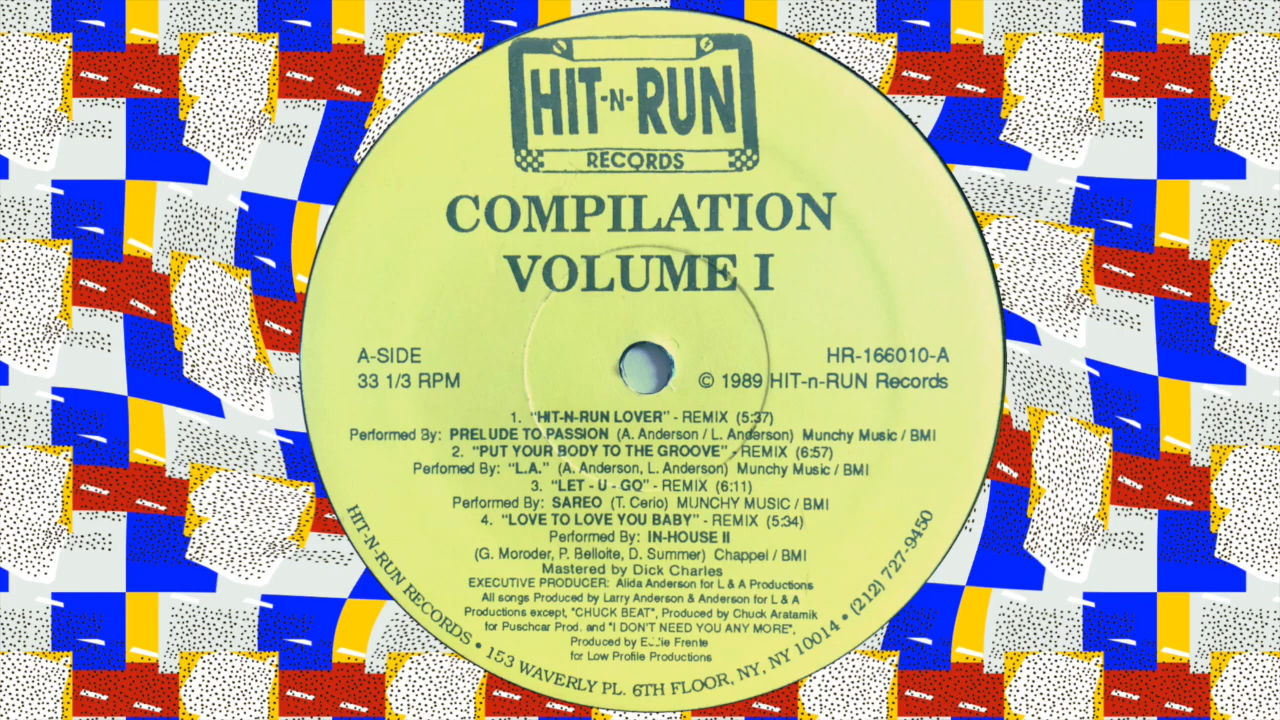 HIT-N-RUN
RECORDS
COMPILATION
VOLUME I
A-SIDE
33 1/3 RPM
HR-166010-A
© 1989 HIT-n-RUN Records
1. "HIT-N-RUN LOVER" - REMIX (5:37)
Performed By: PRELUDE TO PASSION (A. Anderson / L. Anderson) Munchy Music / BMI
2. "PUT YOUR BODY TO THE GROOVE" - REMIX (6:57)
Perfomed By: "L.A." (A. Anderson, L. Anderson) Munchy Music / BMI
3. "LET - U - GO" - REMIX (6:11)
Performed By: SAREO (T. Cerio) MUNCHY MUSIC / BMI
4. "LOVE TO LOVE YOU BABY" - REMIX (5:34)
Performed By: IN-HOUSE II
(G. Moroder, P. Belloite, D. Summer) Chappel / BMI
Mastered by Dick Charles
EXECUTIVE PRODUCER: Alida Anderson for L & A Productions
All songs Produced by Larry Anderson & Anderson for L & A
Productions except, "CHUCK BEAT", Produced by Chuck Aratamik
for Puschcar Prod. and "I DON'T NEED YOU ANY MORE",
Produced by Frente
for Low Profile Productions
HIT-N-RUN RECORDS • 153 WAVERLY PL. 6TH FLOOR, NY, NY 10014 • (212) 727-9450